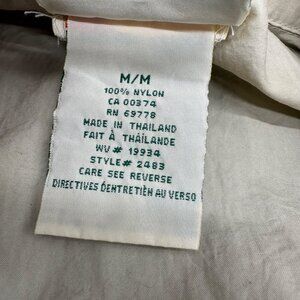 M/M
100% NYLON
CA 00374
RN 69778
MADE IN THAILAND
FAIT À THAÏLANDE
WV# 19934
STYLE# 2483
CARE SEE REVERSE
DIRECTIVES DÉNTRETIÈN AU VERSO